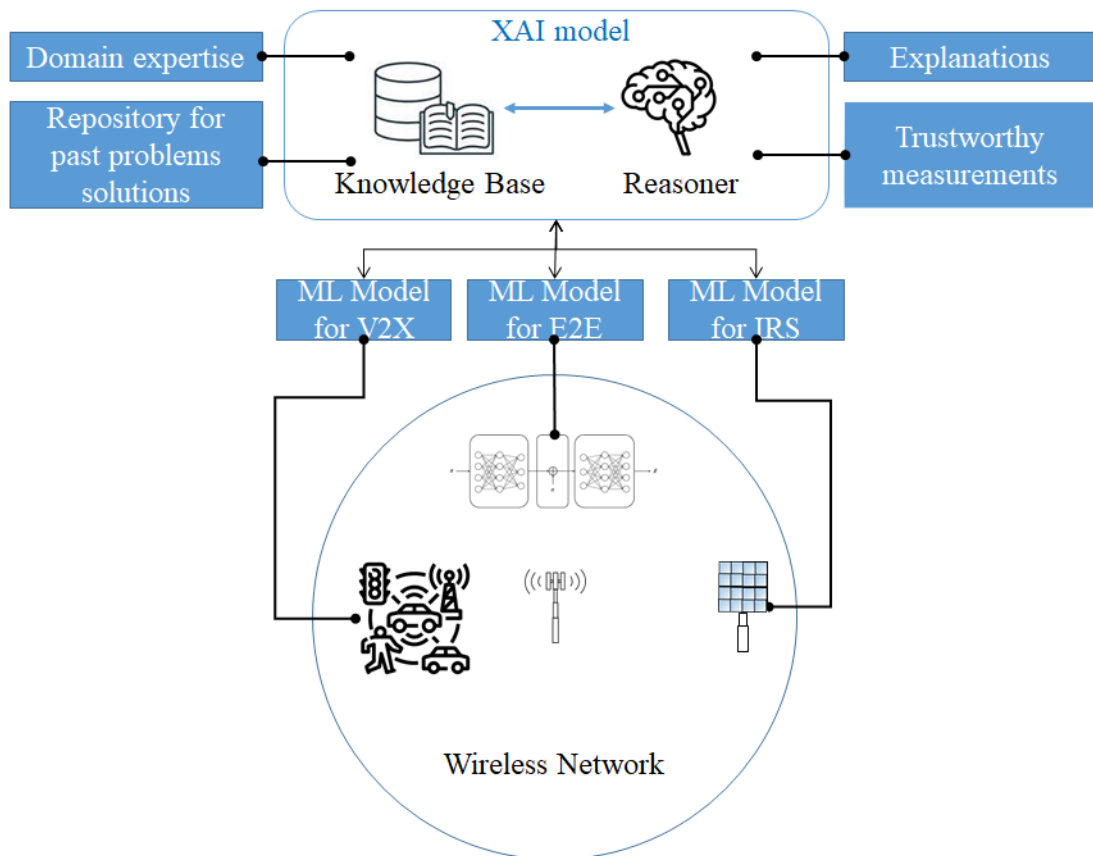 XAI model
Domain expertise
Repository for
past problems
solutions
Knowledge Base
Reasoner
Explanations
Trustworthy
measurements
ML Model
for V2X
ML Model
for E2E
ML Model
for IRS
Wireless Network